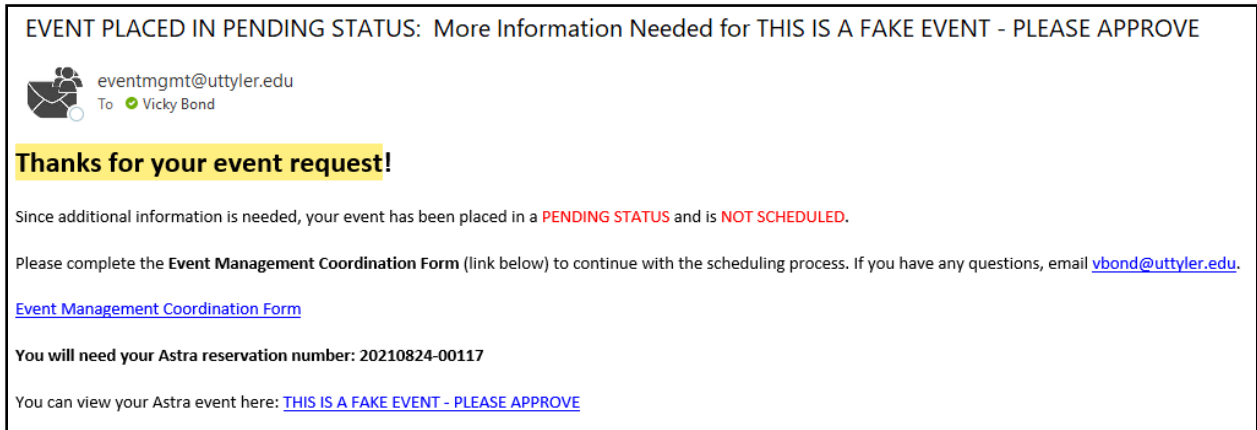 EVENT PLACED IN PENDING STATUS: More Information Needed for THIS IS A FAKE EVENT - PLEASE APPROVE
eventmgmt@uttyler.edu
To Vicky Bond
Thanks for your event request!
Since additional information is needed, your event has been placed in a PENDING STATUS and is NOT SCHEDULED.
Please complete the Event Management Coordination Form (link below) to continue with the scheduling process. If you have any questions, email vbond@uttyler.edu.
Event Management Coordination Form
You will need your Astra reservation number: 20210824-00117
You can view your Astra event here: THIS IS A FAKE EVENT - PLEASE APPROVE